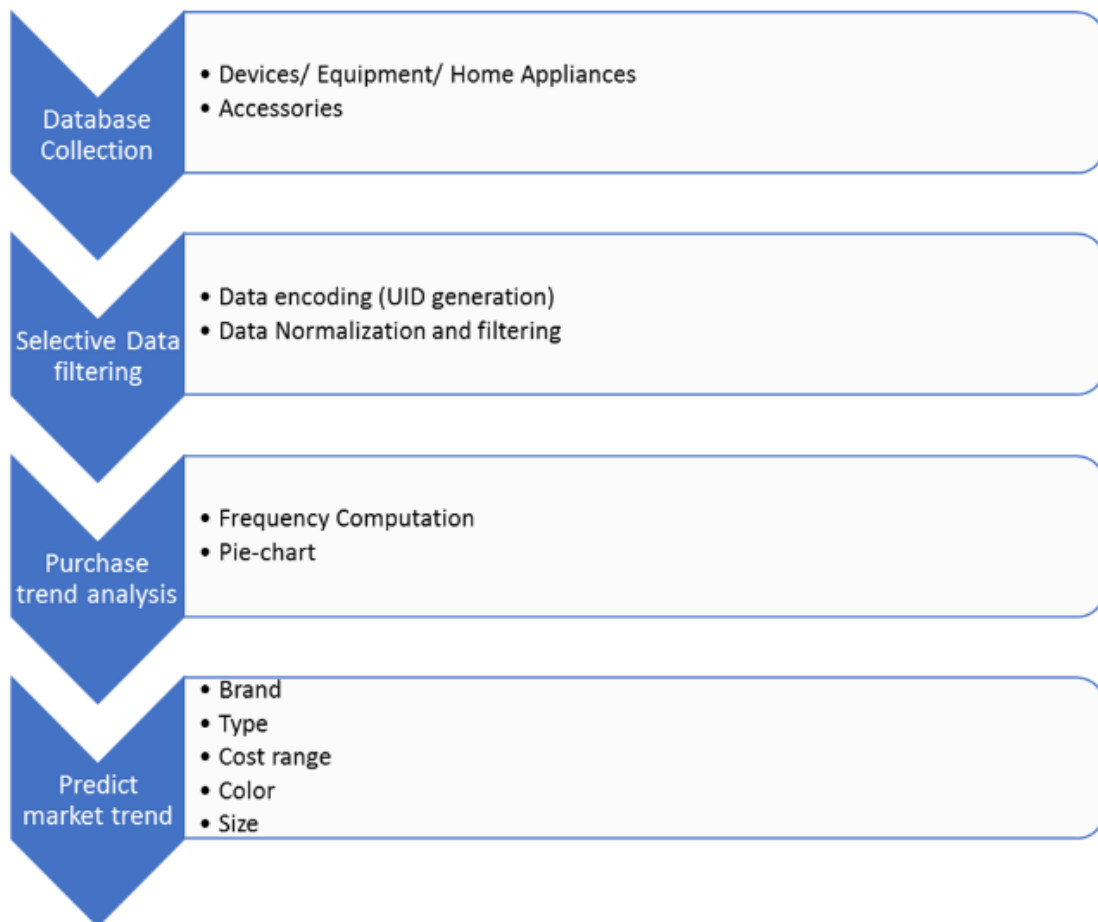 Database
Collection
• Devices/ Equipment/ Home Appliances
• Accessories
Selective Data
filtering
• Data encoding (UID generation)
• Data Normalization and filtering
Purchase
trend analysis
• Frequency Computation
• Pie-chart
Predict
market trend
• Brand
• Type
• Cost range
• Color
• Size